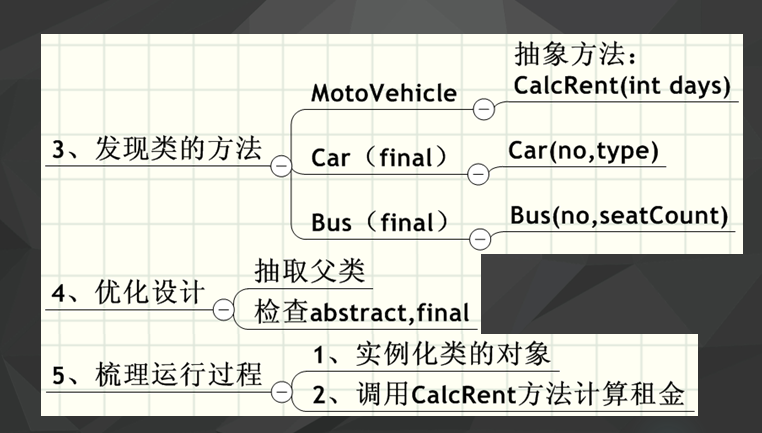 3、发现类的方法
MotoVehicle
抽象方法：
CalcRent(int days)
Car（final）
Car(no,type)
Bus（final）
Bus(no,seatCount)
4、优化设计
抽取父类
检查abstract,final
5、梳理运行过程
1、实例化类的对象
2、调用CalcRent方法计算租金